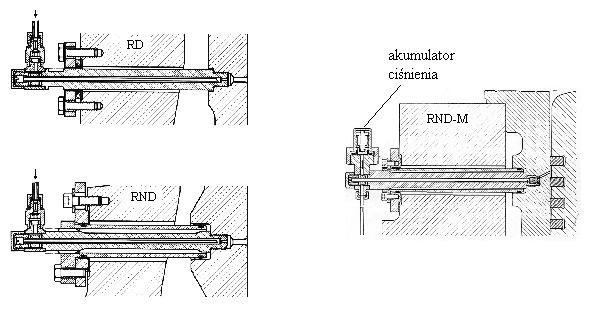 RD
akumulator
ciśnienia
RND-M
RND